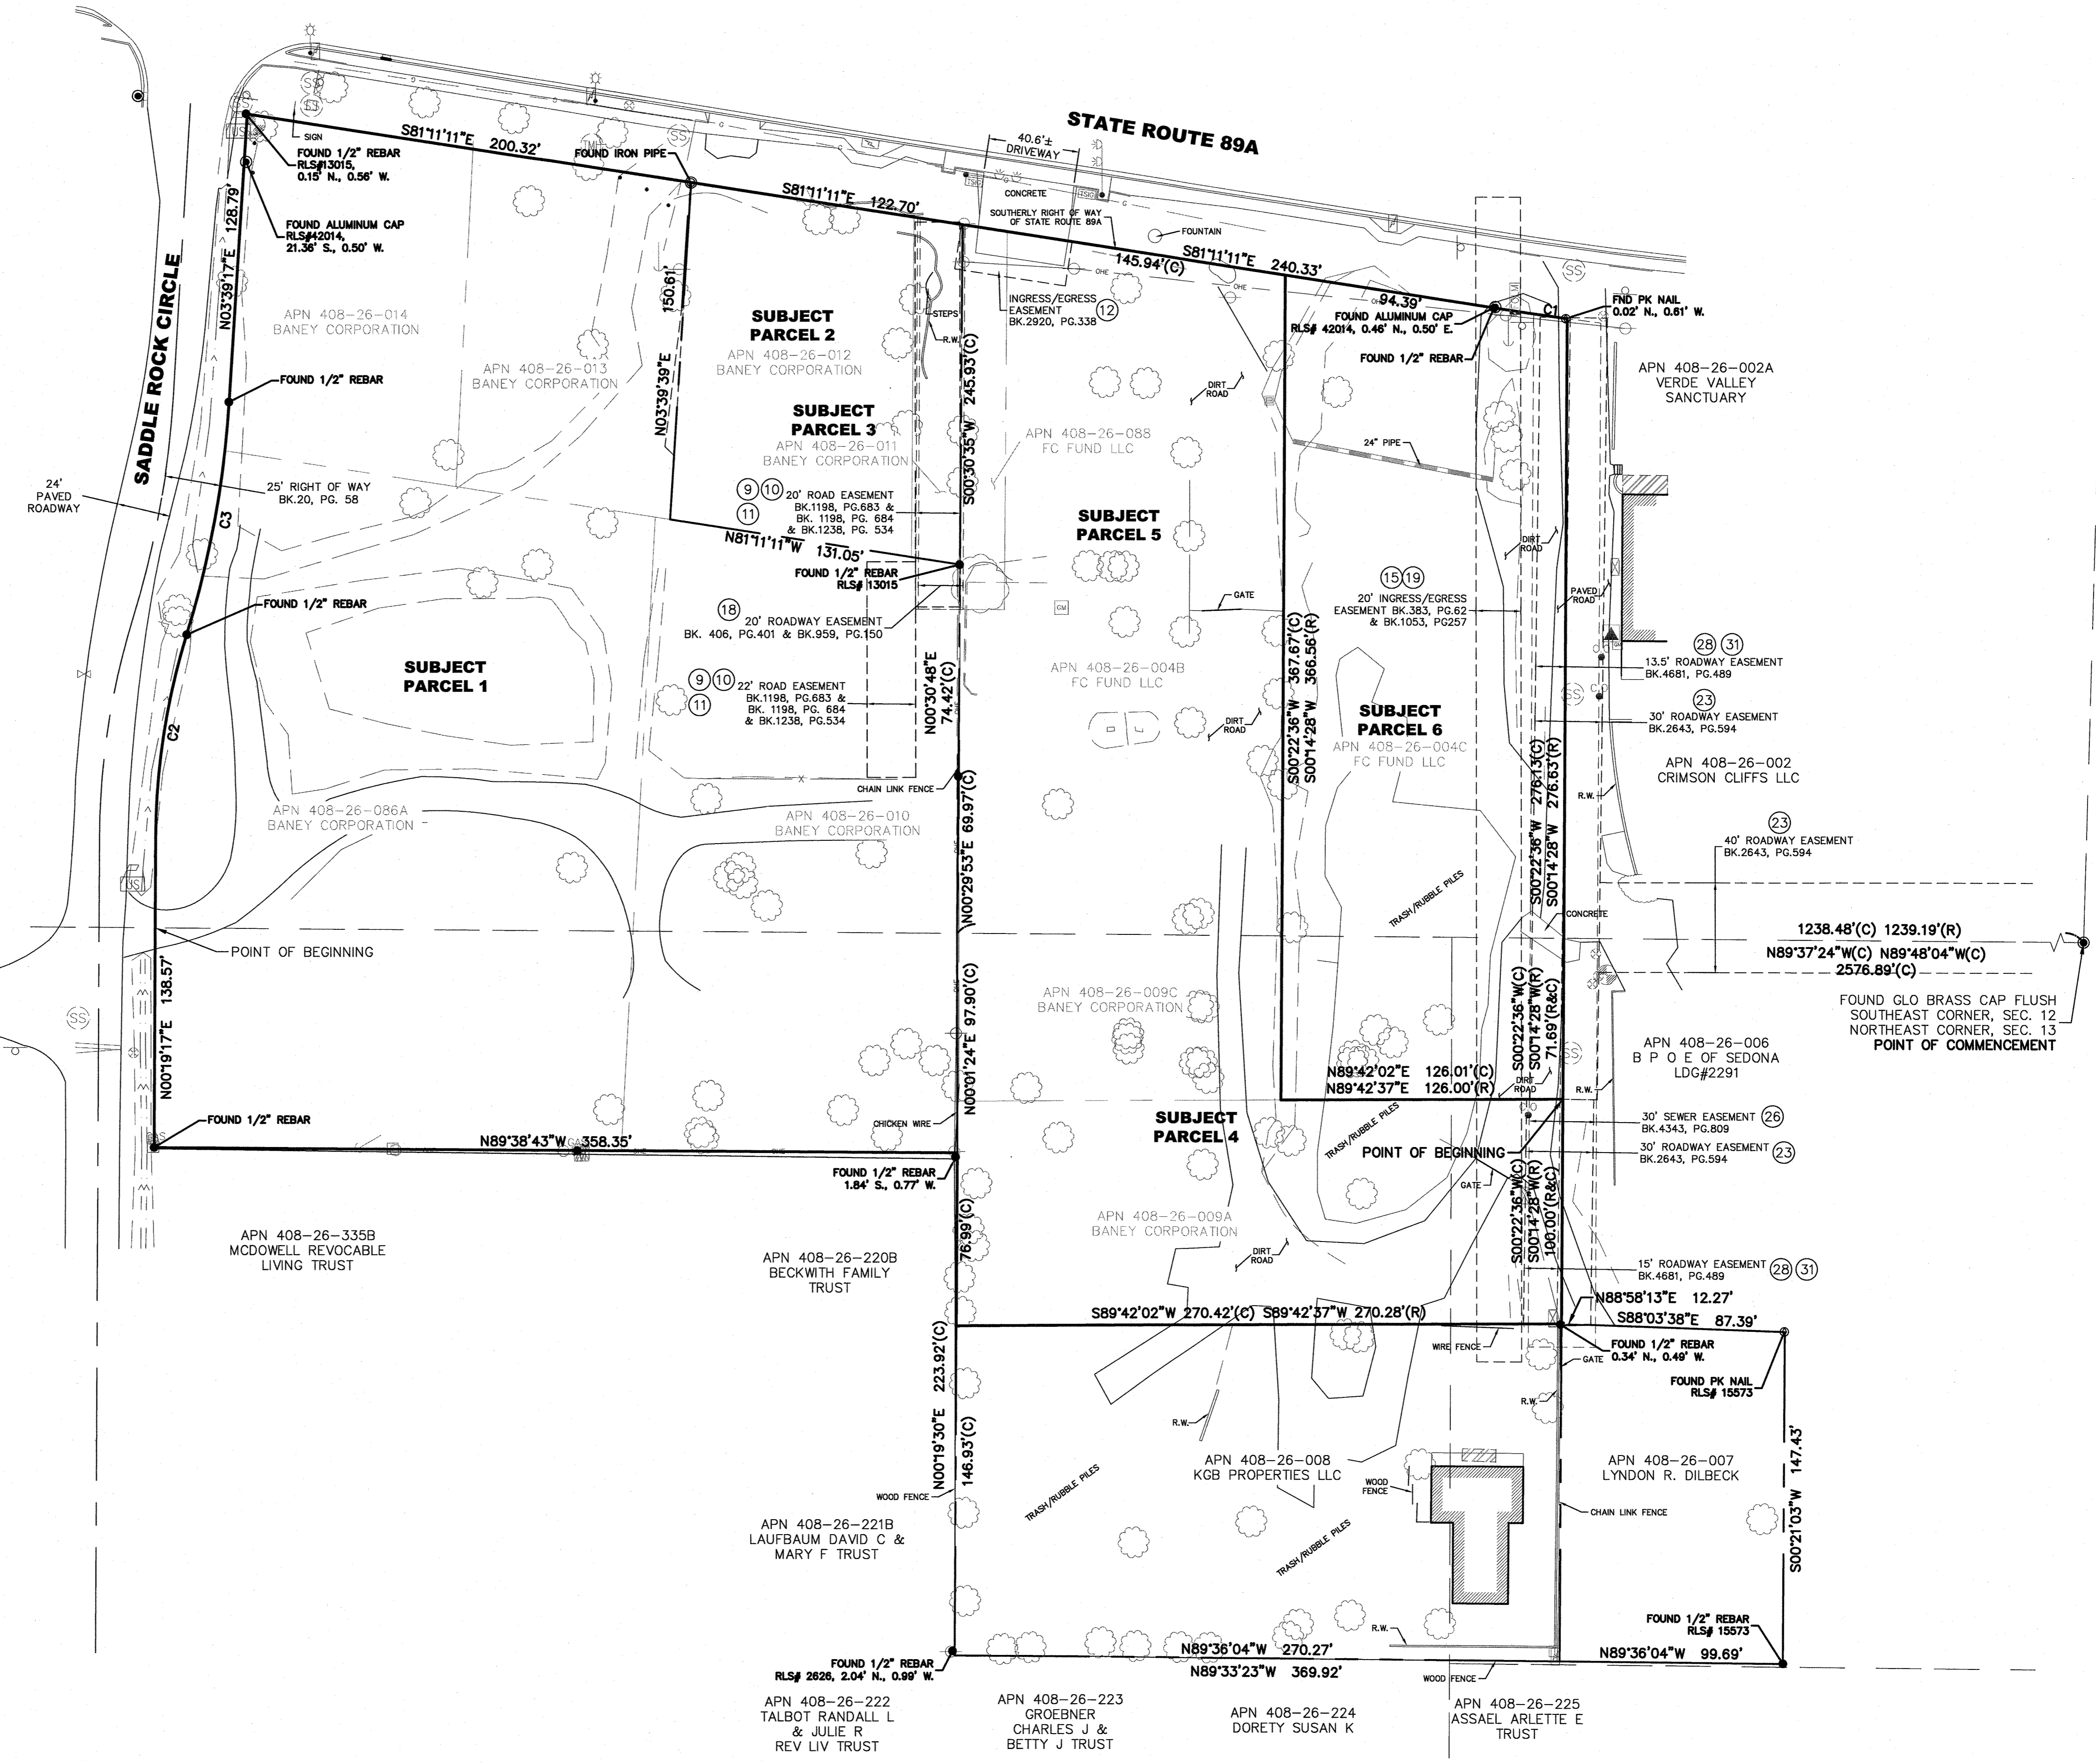 STATE ROUTE 89A
SADDLE ROCK CIRCLE
SIGN
FOUND 1/2" REBAR
RLS#13015,
0.15' N., 0.56' W.
FOUND ALUMINUM CAP
RLS#42014,
21.36' S., 0.50' W.
S81°11'11"E 200.32'
FOUND IRON PIPE
S81°11'11"E 122.70'
40.6'±
DRIVEWAY
CONCRETE
SOUTHERLY RIGHT OF WAY
OF STATE ROUTE 89A
FOUNTAIN
S81°11'11"E 240.33'
145.94'(C)
94.39'
C1
FND PK NAIL
0.02' N., 0.61' W.
FOUND ALUMINUM CAP
RLS# 42014, 0.46' N., 0.50' E.
FOUND 1/2" REBAR
N03°39'17"E 128.79'
APN 408-26-014
BANEY CORPORATION
APN 408-26-013
BANEY CORPORATION
N03°39'39"E 150.61'
SUBJECT
PARCEL 2
APN 408-26-012
BANEY CORPORATION
STEPS
R.W.
INGRESS/EGRESS
EASEMENT
BK.2920, PG.338
12
SUBJECT
PARCEL 3
APN 408-26-011
BANEY CORPORATION
S00°30'35"W 245.93'(C)
APN 408-26-088
FC FUND LLC
DIRT
ROAD
24" PIPE
APN 408-26-002A
VERDE VALLEY
SANCTUARY
FOUND 1/2" REBAR
24'
PAVED
ROADWAY
25' RIGHT OF WAY
BK.20, PG. 58
C3
9 10 20' ROAD EASEMENT
11 BK.1198, PG.683 &
BK. 1198, PG. 684
& BK.1238, PG. 534
N81°11'11"W 131.05'
FOUND 1/2" REBAR
RLS# 13015
SUBJECT
PARCEL 5
DIRT
ROAD
15 19
20' INGRESS/EGRESS
EASEMENT BK.383, PG.62
& BK.1053, PG257
PAVED
ROAD
GM
GATE
FOUND 1/2" REBAR
18
20' ROADWAY EASEMENT
BK. 406, PG.401 & BK.959, PG.150
SUBJECT
PARCEL 1
9 10 22' ROAD EASEMENT
11 BK.1198, PG.683 &
BK. 1198, PG. 684
& BK.1238, PG.534
N00°30'48"E
74.42'(C)
APN 408-26-004B
FC FUND LLC
DIRT
ROAD
S00°22'36"W 367.67'(C)
S00°14'28"W 366.56'(R)
SUBJECT
PARCEL 6
APN 408-26-004C
FC FUND LLC
28 31
13.5' ROADWAY EASEMENT
BK.4681, PG.489
23
30' ROADWAY EASEMENT
BK.2643, PG.594
S00°22'36"W 276.13'(C)
S00°14'28"W 276.63'(R)
APN 408-26-002
CRIMSON CLIFFS LLC
R.W.
C2
CHAIN LINK FENCE
APN 408-26-086A
BANEY CORPORATION
APN 408-26-010
BANEY CORPORATION
N00°29'53"E 69.97'(C)
23
40' ROADWAY EASEMENT
BK.2643, PG.594
TRASH/RUBBLE PILES
CONCRETE
1238.48'(C) 1239.19'(R)
N89°37'24"W(C) N89°48'04"W(C)
2576.89'(C)
POINT OF BEGINNING
N00°19'17"E 138.57'
SS
N00°01'24"E 97.90'(C)
APN 408-26-009C
BANEY CORPORATION
S00°22'36"W(C)
S00°14'28"W(R)
71.69'(R&C)
FOUND GLO BRASS CAP FLUSH
SOUTHEAST CORNER, SEC. 12
NORTHEAST CORNER, SEC. 13
POINT OF COMMENCEMENT
APN 408-26-006
B P O E OF SEDONA
LDG#2291
N89°42'02"E 126.01'(C)
N89°42'37"E 126.00'(R)
DIRT
ROAD
R.W.
FOUND 1/2" REBAR
CHICKEN WIRE
SUBJECT
PARCEL 4
TRASH/RUBBLE PILES
30' SEWER EASEMENT 26
BK.4343, PG.809
30' ROADWAY EASEMENT 23
BK.2643, PG.594
POINT OF BEGINNING
N89°38'43"W 358.35'
FOUND 1/2" REBAR
1.84' S., 0.77' W.
GATE
APN 408-26-335B
MCDOWELL REVOCABLE
LIVING TRUST
APN 408-26-220B
BECKWITH FAMILY
TRUST
76.99'(C)
APN 408-26-009A
BANEY CORPORATION
DIRT
ROAD
S00°22'36"W(C)
S00°14'28"W(R)
100.00'(R&C)
15' ROADWAY EASEMENT 28 31
BK.4681, PG.489
N88°58'13"E 12.27'
S88°03'38"E 87.39'
S89°42'02"W 270.42'(C) S89°42'37"W 270.28'(R)
WIRE FENCE
GATE
FOUND 1/2" REBAR
0.34' N., 0.49' W.
FOUND PK NAIL
RLS# 15573
N00°19'30"E 223.92'(C)
146.93'(C)
R.W.
R.W.
S00°21'03"W 147.43'
WOOD FENCE
TRASH/RUBBLE PILES
APN 408-26-008
KGB PROPERTIES LLC
WOOD
FENCE
APN 408-26-007
LYNDON R. DILBECK
CHAIN LINK FENCE
APN 408-26-221B
LAUFBAUM DAVID C &
MARY F TRUST
TRASH/RUBBLE PILES
R.W.
FOUND 1/2" REBAR
RLS# 15573
FOUND 1/2" REBAR
RLS# 2626, 2.04' N., 0.99' W.
N89°36'04"W 270.27'
N89°33'23"W 369.92'
N89°36'04"W 99.69'
WOOD FENCE
APN 408-26-222
TALBOT RANDALL L
& JULIE R
REV LIV TRUST
APN 408-26-223
GROEBNER
CHARLES J &
BETTY J TRUST
APN 408-26-224
DORETY SUSAN K
APN 408-26-225
ASSAEL ARLETTE E
TRUST